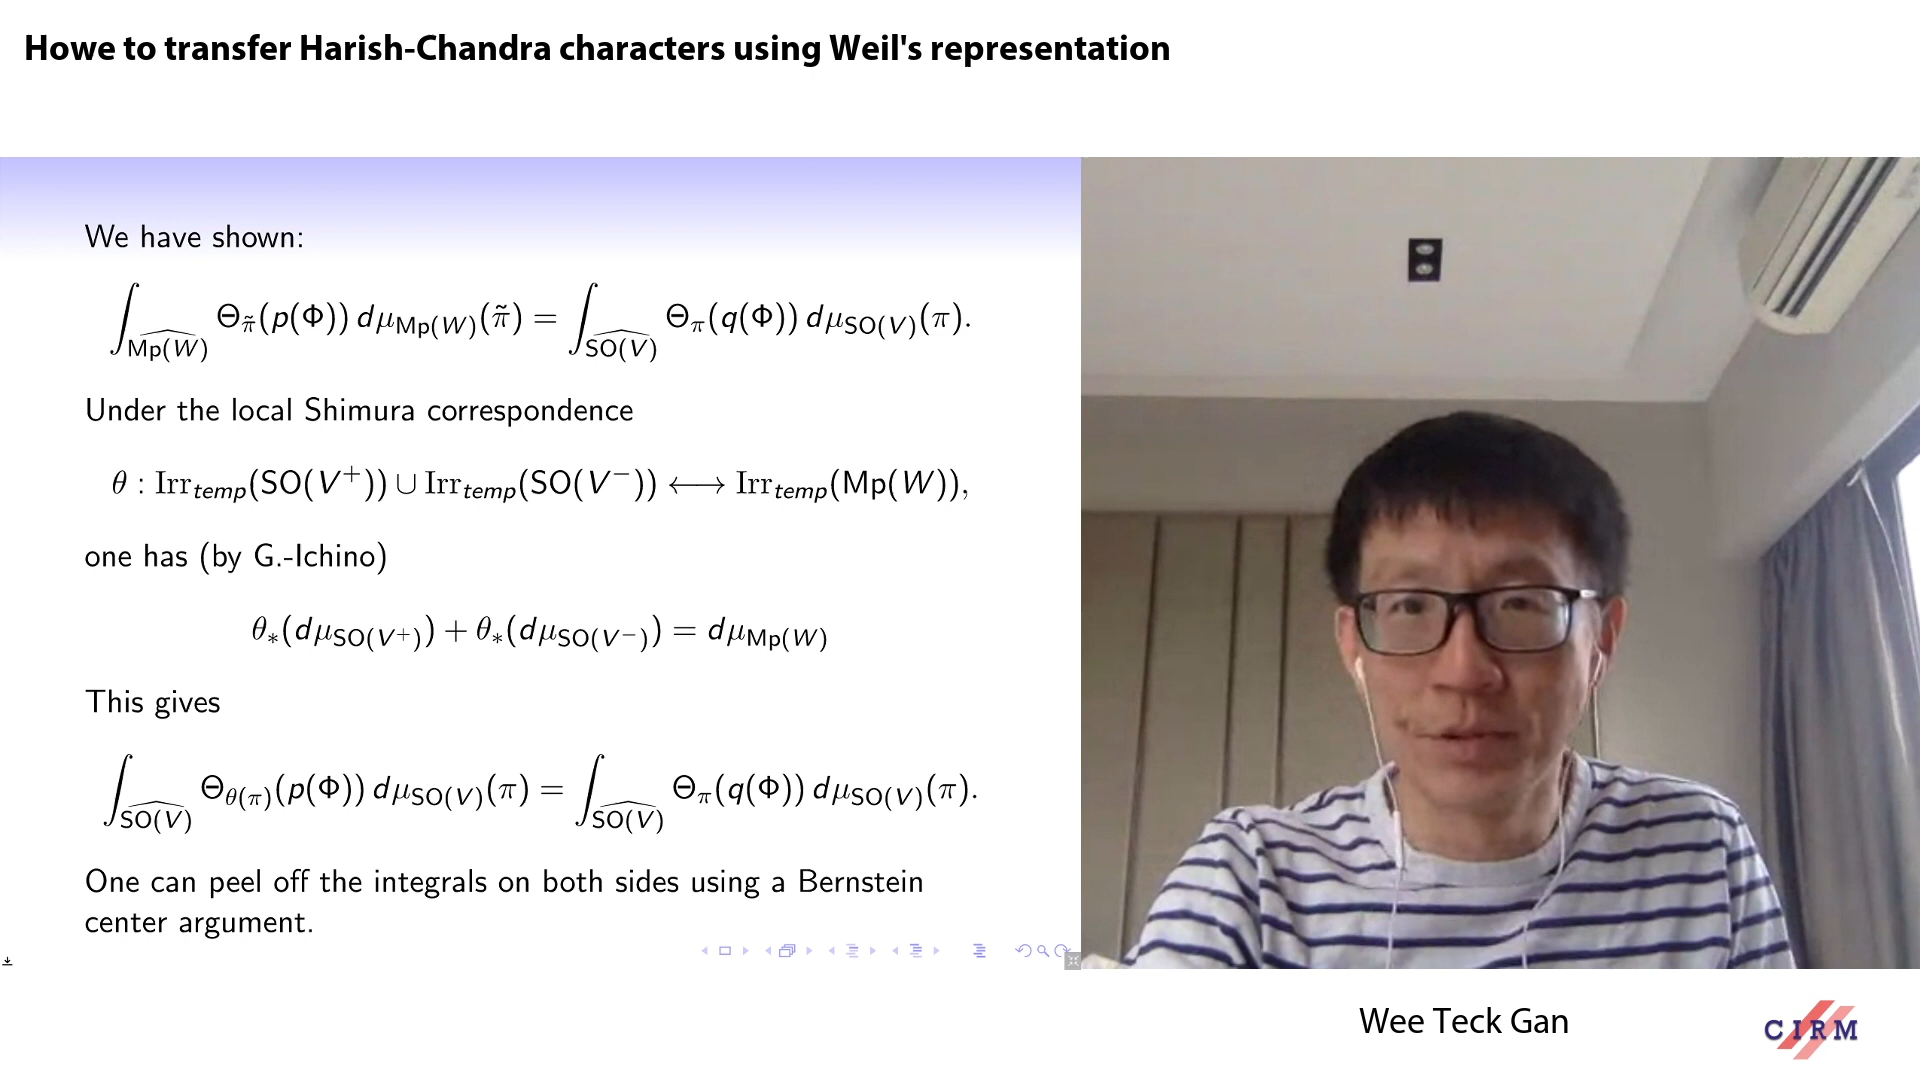 Howe to transfer Harish-Chandra characters using Weil's representation
We have shown:
∫_{\widehat{Mp(W)}} Θ_{π̃}(p(Φ)) dμ_{Mp(W)}(π̃) = ∫_{\widehat{SO(V)}} Θ_π(q(Φ)) dμ_{SO(V)}(π).
Under the local Shimura correspondence
θ : Irr_{temp}(SO(V⁺)) ∪ Irr_{temp}(SO(V⁻)) ⟷ Irr_{temp}(Mp(W)),
one has (by G.-Ichino)
θ_*(dμ_{SO(V⁺)}) + θ_*(dμ_{SO(V⁻)}) = dμ_{Mp(W)}
This gives
∫_{\widehat{SO(V)}} Θ_{θ(π)}(p(Φ)) dμ_{SO(V)}(π) = ∫_{\widehat{SO(V)}} Θ_π(q(Φ)) dμ_{SO(V)}(π).
One can peel off the integrals on both sides using a Bernstein
center argument.
Wee Teck Gan
CIRM